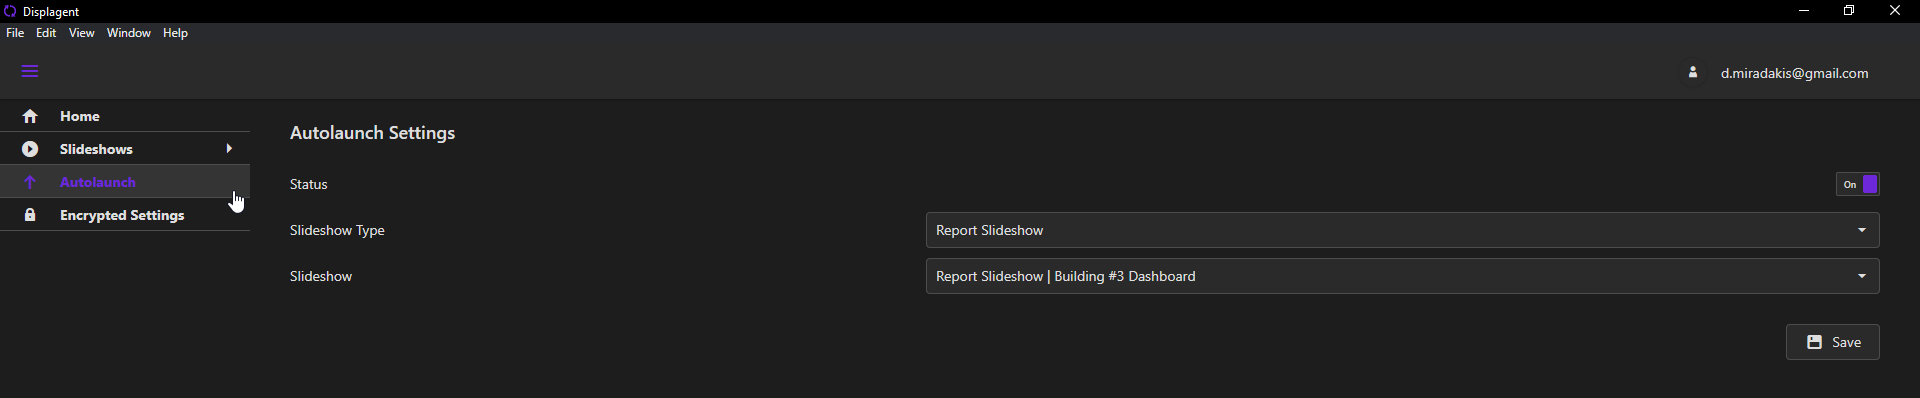 Displagent
File Edit View Window Help
d.miradakis@gmail.com
Home
Slideshows
Autolaunch
Encrypted Settings
Autolaunch Settings
Status
On
Slideshow Type
Report Slideshow
Slideshow
Report Slideshow | Building #3 Dashboard
Save